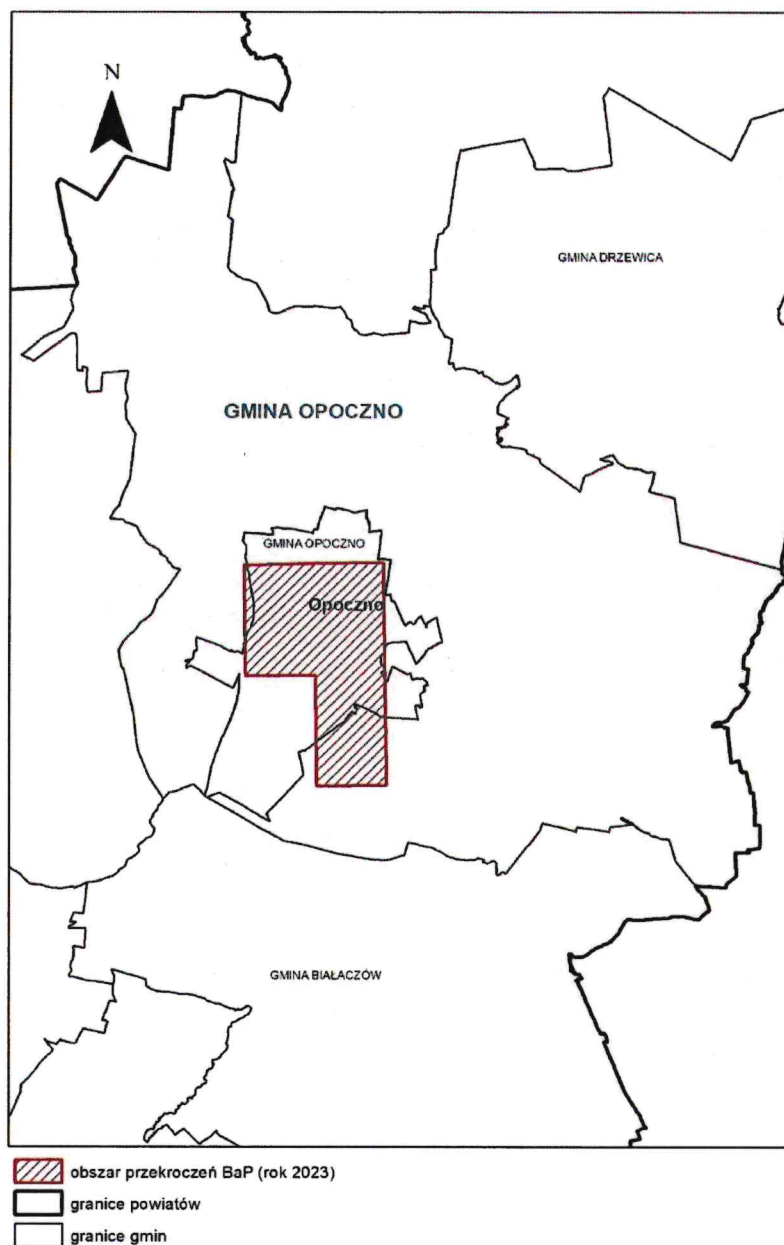 N
GMINA DRZEWICA
GMINA OPOCZNO
GMINA OPOCZNO
Opoczno
GMINA BIAŁACZÓW
obszar przekroczeń BaP (rok 2023)
granice powiatów
granice gmin